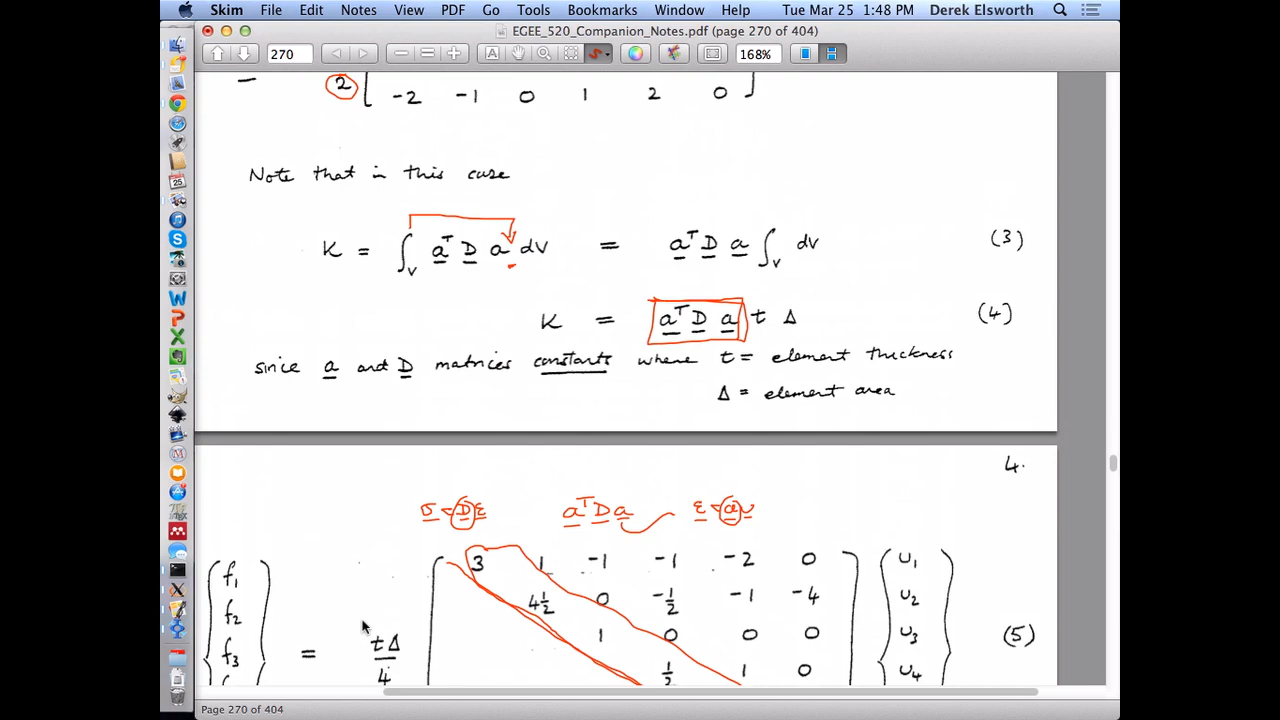 Skim File Edit Notes View PDF Go Tools Bookmarks Window Help Tue Mar 25 1:48 PM Derek Elsworth
EGEE_520_Companion_Notes.pdf (page 270 of 404)
270 168%
2 [ -2 -1 0 1 2 0 ]
Note that in this case
K = ∫v aᵀ D a dv = aᵀ D a ∫v dv (3)
K = aᵀ D a t Δ (4)
since a and D matrices constants where t = element thickness
Δ = element area
4.
σ = D ε aᵀ D a ε = a u
f1 3 1 -1 -1 -2 0 u1
f2 4½ 0 -½ -1 -4 u2
f3 = tΔ/4 1 0 0 0 u3 (5)
½ 1 0 u4
Page 270 of 404